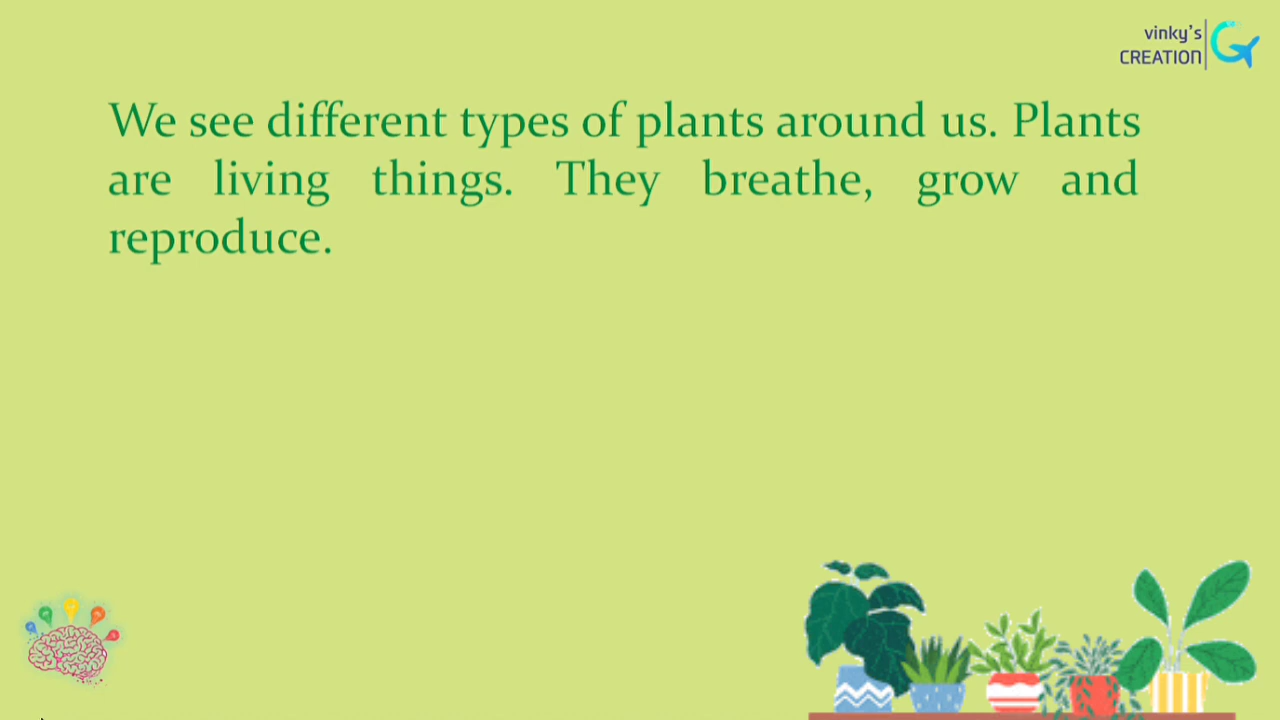 vinky's
CREATION
We see different types of plants around us. Plants
are living things. They breathe, grow and
reproduce.